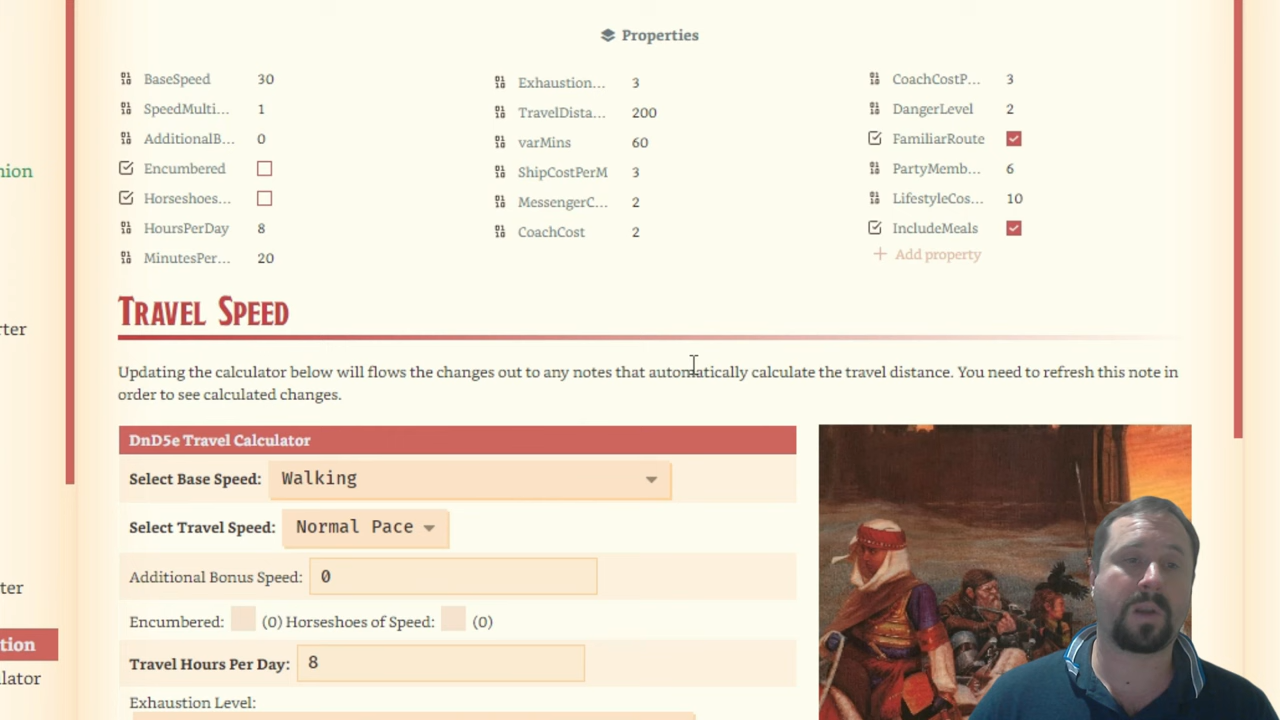 Properties
BaseSpeed 30
SpeedMulti... 1
AdditionalB... 0
Encumbered
Horseshoes...
HoursPerDay 8
MinutesPer... 20
Exhaustion... 3
TravelDista... 200
varMins 60
ShipCostPerM 3
MessengerC... 2
CoachCost 2
CoachCostP... 3
DangerLevel 2
FamiliarRoute
PartyMemb... 6
LifestyleCos... 10
IncludeMeals
+ Add property
nion
rter
ter
tion
lator
TRAVEL SPEED
Updating the calculator below will flows the changes out to any notes that automatically calculate the travel distance. You need to refresh this note in
order to see calculated changes.
DnD5e Travel Calculator
Select Base Speed: Walking
Select Travel Speed: Normal Pace
Additional Bonus Speed: 0
Encumbered: (0) Horseshoes of Speed: (0)
Travel Hours Per Day: 8
Exhaustion Level: